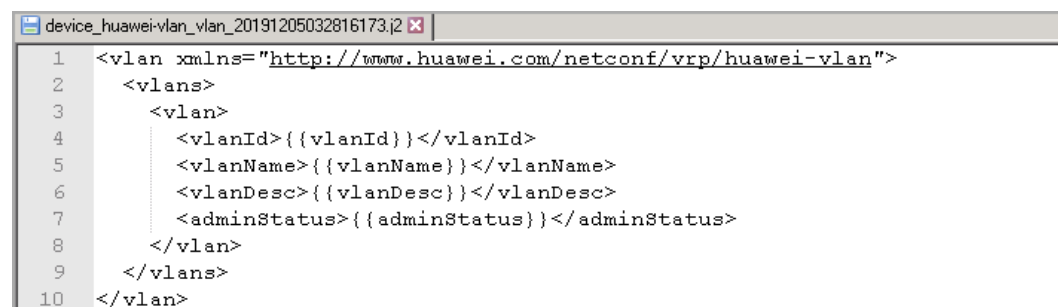 device_huawei-vlan_vlan_20191205032816173.j2
1 <vlan xmlns="http://www.huawei.com/netconf/vrp/huawei-vlan">
2   <vlans>
3     <vlan>
4       <vlanId>{{vlanId}}</vlanId>
5       <vlanName>{{vlanName}}</vlanName>
6       <vlanDesc>{{vlanDesc}}</vlanDesc>
7       <adminStatus>{{adminStatus}}</adminStatus>
8     </vlan>
9   </vlans>
10 </vlan>